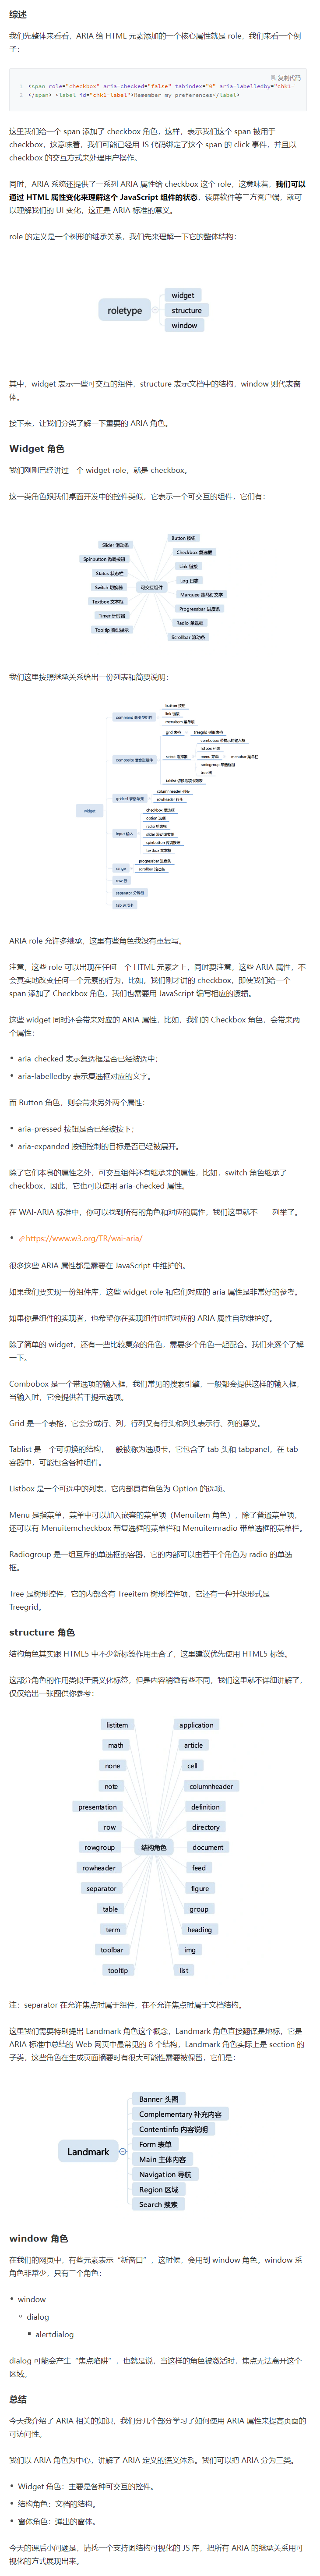 综述
我们先整体来看看，ARIA 给 HTML 元素添加的一个核心属性就是 role，我们来看一个例
子：
复制代码
1 <span role="checkbox" aria-checked="false" tabindex="0" aria-labelledby="chk1-
2 </span> <label id="chk1-label">Remember my preferences</label>
这里我们给一个 span 添加了 checkbox 角色，这样，表示我们这个 span 被用于
checkbox，这意味着，我们可能已经用 JS 代码绑定了这个 span 的 click 事件，并且以
checkbox 的交互方式来处理用户操作。
同时，ARIA 系统还提供了一系列 ARIA 属性给 checkbox 这个 role，这意味着，我们可以
通过 HTML 属性变化来理解这个 JavaScript 组件的状态，读屏软件等三方客户端，就可
以理解我们的 UI 变化，这正是 ARIA 标准的意义。
role 的定义是一个树形的继承关系，我们先来理解一下它的整体结构：
roletype
widget
structure
window
其中，widget 表示一些可交互的组件，structure 表示文档中的结构，window 则代表窗
体。
接下来，让我们分类了解一下重要的 ARIA 角色。
Widget 角色
我们刚刚已经讲过一个 widget role，就是 checkbox。
这一类角色跟我们桌面开发中的控件类似，它表示一个可交互的组件，它们有：
Button 按钮
Slider 滑动条
Checkbox 复选框
Spinbutton 微调按钮
Link 链接
Status 状态栏
Log 日志
Switch 切换器
可交互组件
Marquee 跑马灯文字
Textbox 文本框
Progressbar 进度条
Timer 计时器
Radio 单选框
Tooltip 弹出提示
Scrollbar 滚动条
我们这里按照继承关系给出一份列表和简要说明：
widget
command 命令型组件
button 按钮
link 链接
menuitem 菜单项
composite 复合型组件
grid 表格
treegrid 树形表格
select 选择器
combobox 带提示的输入框
listbox 列表
menu 菜单
menubar 菜单栏
radiogroup 单选组
tree 树
tablist 切换选项卡列表
gridcell 表格单元
columnheader 列头
rowheader 行头
input 输入
checkbox 复选框
option 选项
radio 单选框
slider 滑动调节器
spinbutton 微调按钮
textbox 文本框
range
progressbar 进度条
scrollbar 滚动条
row 行
separator 分隔符
tab 选项卡
ARIA role 允许多继承，这里有些角色我没有重复写。
注意，这些 role 可以出现在任何一个 HTML 元素之上，同时要注意，这些 ARIA 属性，不
会真实地改变任何一个元素的行为，比如，我们刚才讲的 checkbox，即使我们给一个
span 添加了 Checkbox 角色，我们也需要用 JavaScript 编写相应的逻辑。
这些 widget 同时还会带来对应的 ARIA 属性，比如，我们的 Checkbox 角色，会带来两
个属性：
• aria-checked 表示复选框是否已经被选中；
• aria-labelledby 表示复选框对应的文字。
而 Button 角色，则会带来另外两个属性：
• aria-pressed 按钮是否已经被按下；
• aria-expanded 按钮控制的目标是否已经被展开。
除了它们本身的属性之外，可交互组件还有继承来的属性，比如，switch 角色继承了
checkbox，因此，它也可以使用 aria-checked 属性。
在 WAI-ARIA 标准中，你可以找到所有的角色和对应的属性，我们这里就不一一列举了。
• https://www.w3.org/TR/wai-aria/
很多这些 ARIA 属性都是需要在 JavaScript 中维护的。
如果我们要实现一份组件库，这些 widget role 和它们对应的 aria 属性是非常好的参考。
如果你是组件的实现者，也希望你在实现组件时把对应的 ARIA 属性自动维护好。
除了简单的 widget，还有一些比较复杂的角色，需要多个角色一起配合。我们来逐个了解
一下。
Combobox 是一个带选项的输入框，我们常见的搜索引擎，一般都会提供这样的输入框，
当输入时，它会提供若干提示选项。
Grid 是一个表格，它会分成行、列，行列又有行头和列头表示行、列的意义。
Tablist 是一个可切换的结构，一般被称为选项卡，它包含了 tab 头和 tabpanel，在 tab
容器中，可能包含各种组件。
Listbox 是一个可选中的列表，它内部具有角色为 Option 的选项。
Menu 是指菜单，菜单中可以加入嵌套的菜单项（Menuitem 角色），除了普通菜单项，
还可以有 Menuitemcheckbox 带复选框的菜单栏和 Menuitemradio 带单选框的菜单栏。
Radiogroup 是一组互斥的单选框的容器，它的内部可以由若干个角色为 radio 的单选
框。
Tree 是树形控件，它的内部含有 Treeitem 树形控件项，它还有一种升级形式是
Treegrid。
structure 角色
结构角色其实跟 HTML5 中不少新标签作用重合了，这里建议优先使用 HTML5 标签。
这部分角色的作用类似于语义化标签，但是内容稍微有些不同，我们这里就不详细讲解了，
仅仅给出一张图供你参考：
listitem
application
math
article
none
cell
note
columnheader
presentation
definition
row
directory
rowgroup
结构角色
document
rowheader
feed
separator
figure
table
group
term
heading
toolbar
img
tooltip
list
注：separator 在允许焦点时属于组件，在不允许焦点时属于文档结构。
这里我们需要特别提出 Landmark 角色这个概念，Landmark 角色直接翻译是地标，它是
ARIA 标准中总结的 Web 网页中最常见的 8 个结构，Landmark 角色实际上是 section 的
子类，这些角色在生成页面摘要时有很大可能性需要被保留，它们是：
Landmark
Banner 头图
Complementary 补充内容
Contentinfo 内容说明
Form 表单
Main 主体内容
Navigation 导航
Region 区域
Search 搜索
window 角色
在我们的网页中，有些元素表示“新窗口”，这时候，会用到 window 角色。window 系
角色非常少，只有三个角色：
• window
◦ dialog
▪ alertdialog
dialog 可能会产生“焦点陷阱”，也就是说，当这样的角色被激活时，焦点无法离开这个
区域。
总结
今天我介绍了 ARIA 相关的知识，我们分几个部分学习了如何使用 ARIA 属性来提高页面的
可访问性。
我们以 ARIA 角色为中心，讲解了 ARIA 定义的语义体系。我们可以把 ARIA 分为三类。
• Widget 角色：主要是各种可交互的控件。
• 结构角色：文档的结构。
• 窗体角色：弹出的窗体。
今天的课后小问题是，请找一个支持图结构可视化的 JS 库，把所有 ARIA 的继承关系用可
视化的方式展现出来。